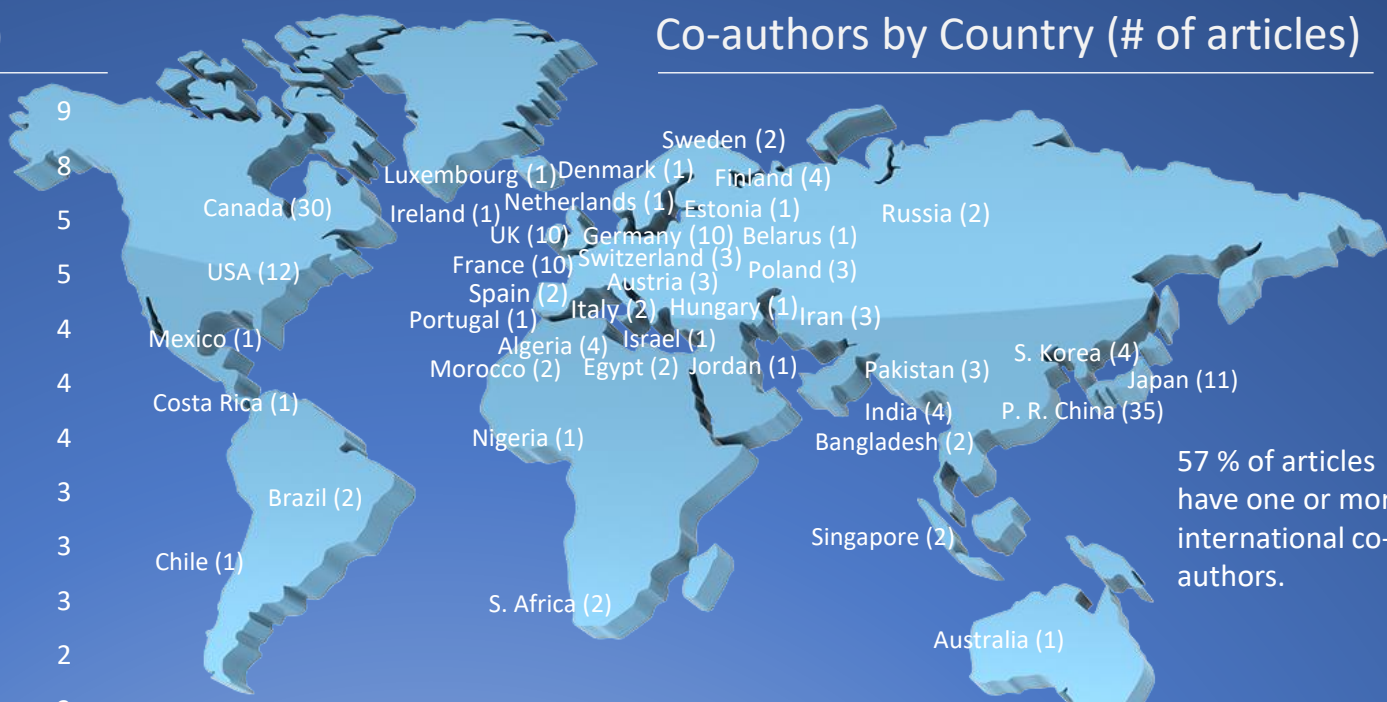 )
Co-authors by Country (# of articles)
9
8
5
5
4
4
4
3
3
3
2
Sweden (2)
Luxembourg (1)
Denmark (1)
Finland (4)
Canada (30)
Ireland (1)
Netherlands (1)
Estonia (1)
Russia (2)
UK (10)
Germany (10)
Belarus (1)
USA (12)
France (10)
Switzerland (3)
Poland (3)
Austria (3)
Spain (2)
Italy (2)
Hungary (1)
Iran (3)
Portugal (1)
Mexico (1)
Algeria (4)
Israel (1)
S. Korea (4)
Morocco (2)
Egypt (2)
Jordan (1)
Pakistan (3)
Japan (11)
Costa Rica (1)
India (4)
P. R. China (35)
Nigeria (1)
Bangladesh (2)
Brazil (2)
Singapore (2)
Chile (1)
S. Africa (2)
Australia (1)
57 % of articles
have one or mor
international co-
authors.